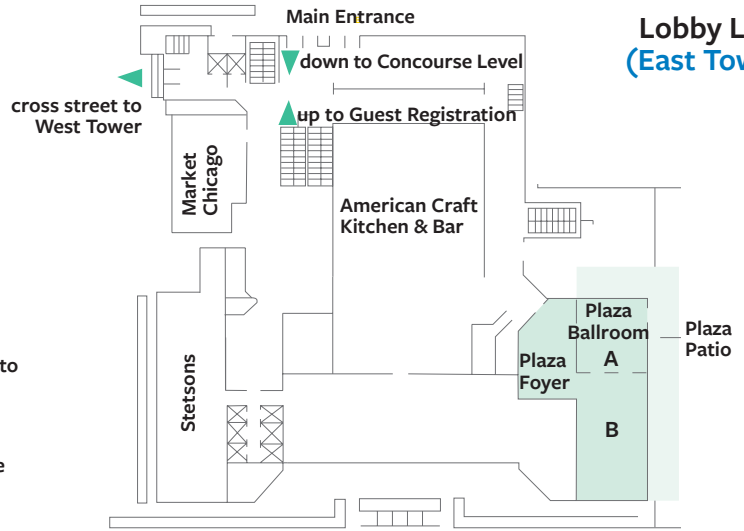 Main Entrance
Lobby L
(East Tow
down to Concourse Level
cross street to
West Tower
up to Guest Registration
Market
Chicago
American Craft
Kitchen & Bar
Plaza
Ballroom
A
Plaza
Patio
Plaza
Foyer
to
Stetsons
B
e